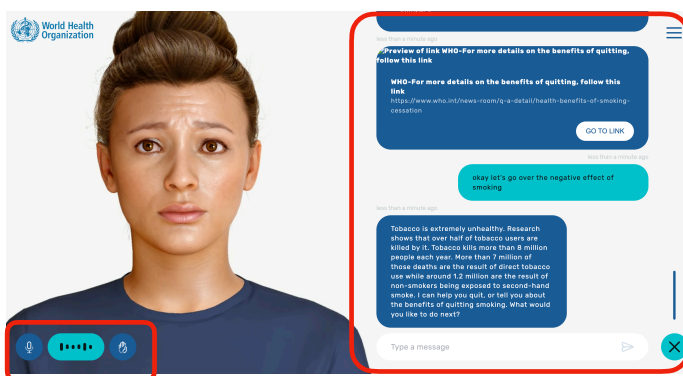 World Health
Organization
less than a minute ago
Preview of link WHO-For more details on the benefits of quitting,
follow this link
WHO-For more details on the benefits of quitting, follow this
link
https://www.who.int/news-room/q-a-detail/health-benefits-of-smoking-
cessation
GO TO LINK
less than a minute ago
okay let's go over the negative effect of
smoking
less than a minute ago
Tobacco is extremely unhealthy. Research
shows that over half of tobacco users are
killed by it. Tobacco kills more than 8 million
people each year. More than 7 million of
those deaths are the result of direct tobacco
use while around 1.2 million are the result of
non-smokers being exposed to second-hand
smoke. I can help you quit, or tell you about
the benefits of quitting smoking. What would
you like to do next?
Type a message